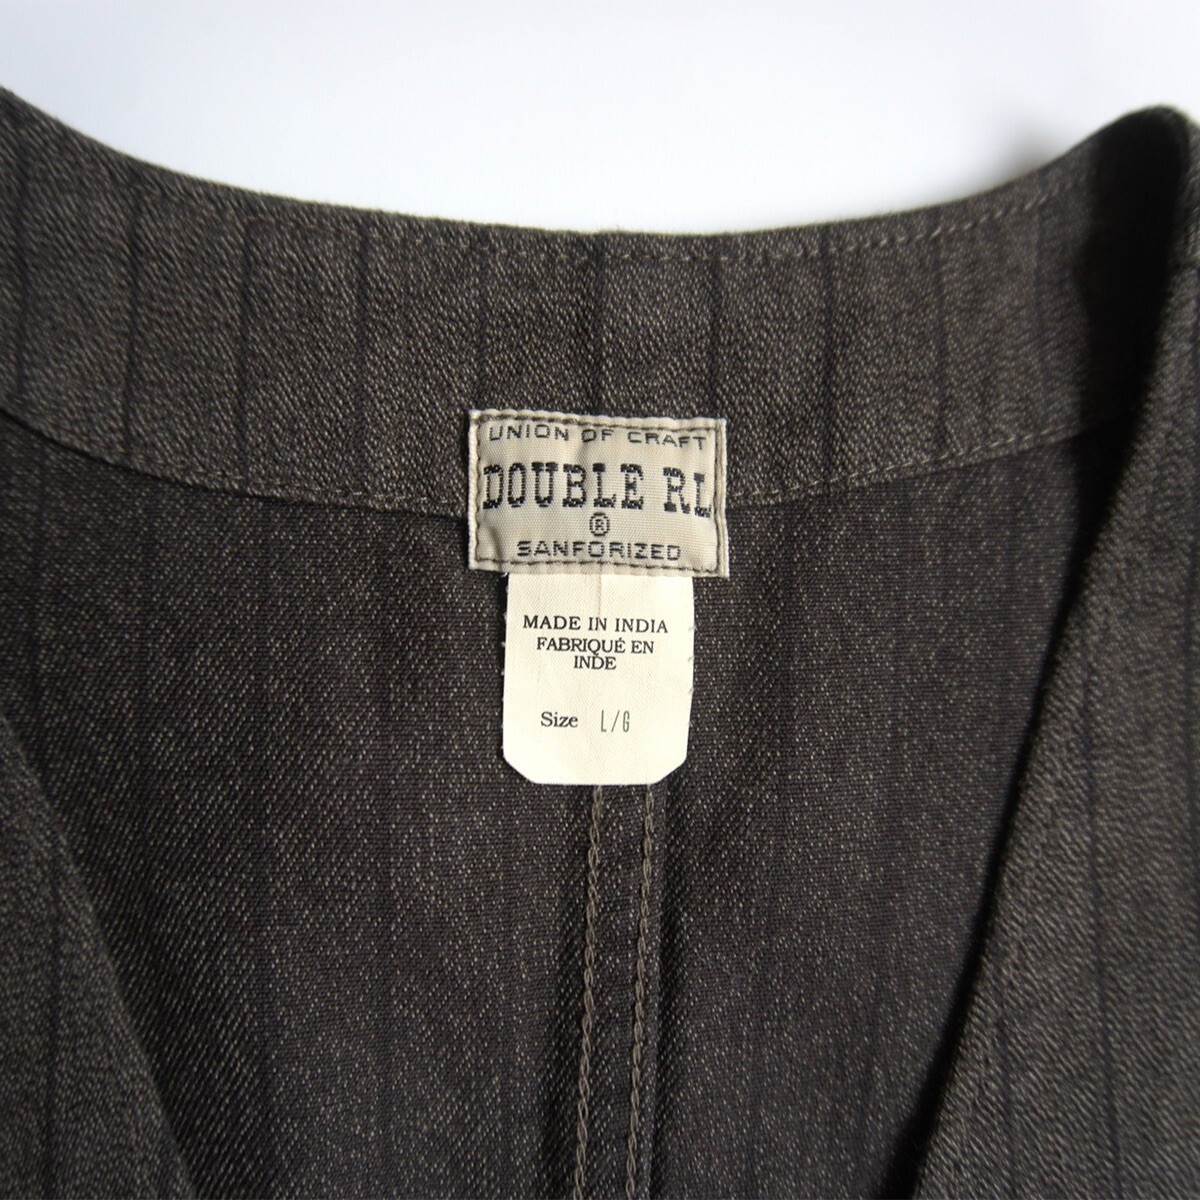 UNION OF CRAFT
DOUBLE RL
®
SANFORIZED
MADE IN INDIA
FABRIQUÉ EN
INDE
Size L/G